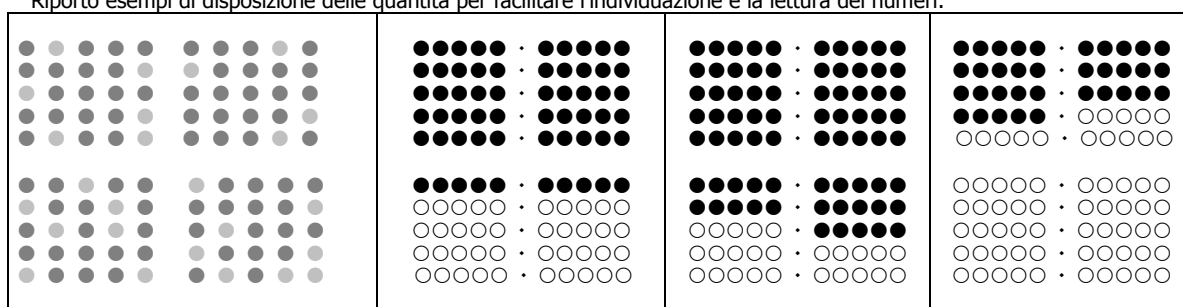 Riporto esempi di disposizione delle quantità per facilitare l'individuazione e la lettura dei numeri.